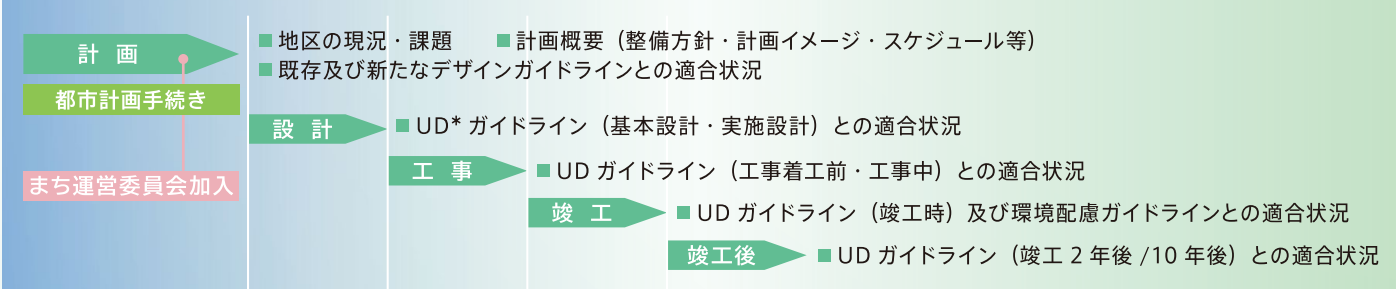 計 画
■ 地区の現況・課題 ■ 計画概要（整備方針・計画イメージ・スケジュール等）
■ 既存及び新たなデザインガイドラインとの適合状況
都市計画手続き
設 計
■ UD* ガイドライン（基本設計・実施設計）との適合状況
工 事
■ UD ガイドライン（工事着工前・工事中）との適合状況
まち運営委員会加入
竣 工
■ UD ガイドライン（竣工時）及び環境配慮ガイドラインとの適合状況
竣工後
■ UD ガイドライン（竣工 2 年後 /10 年後）との適合状況